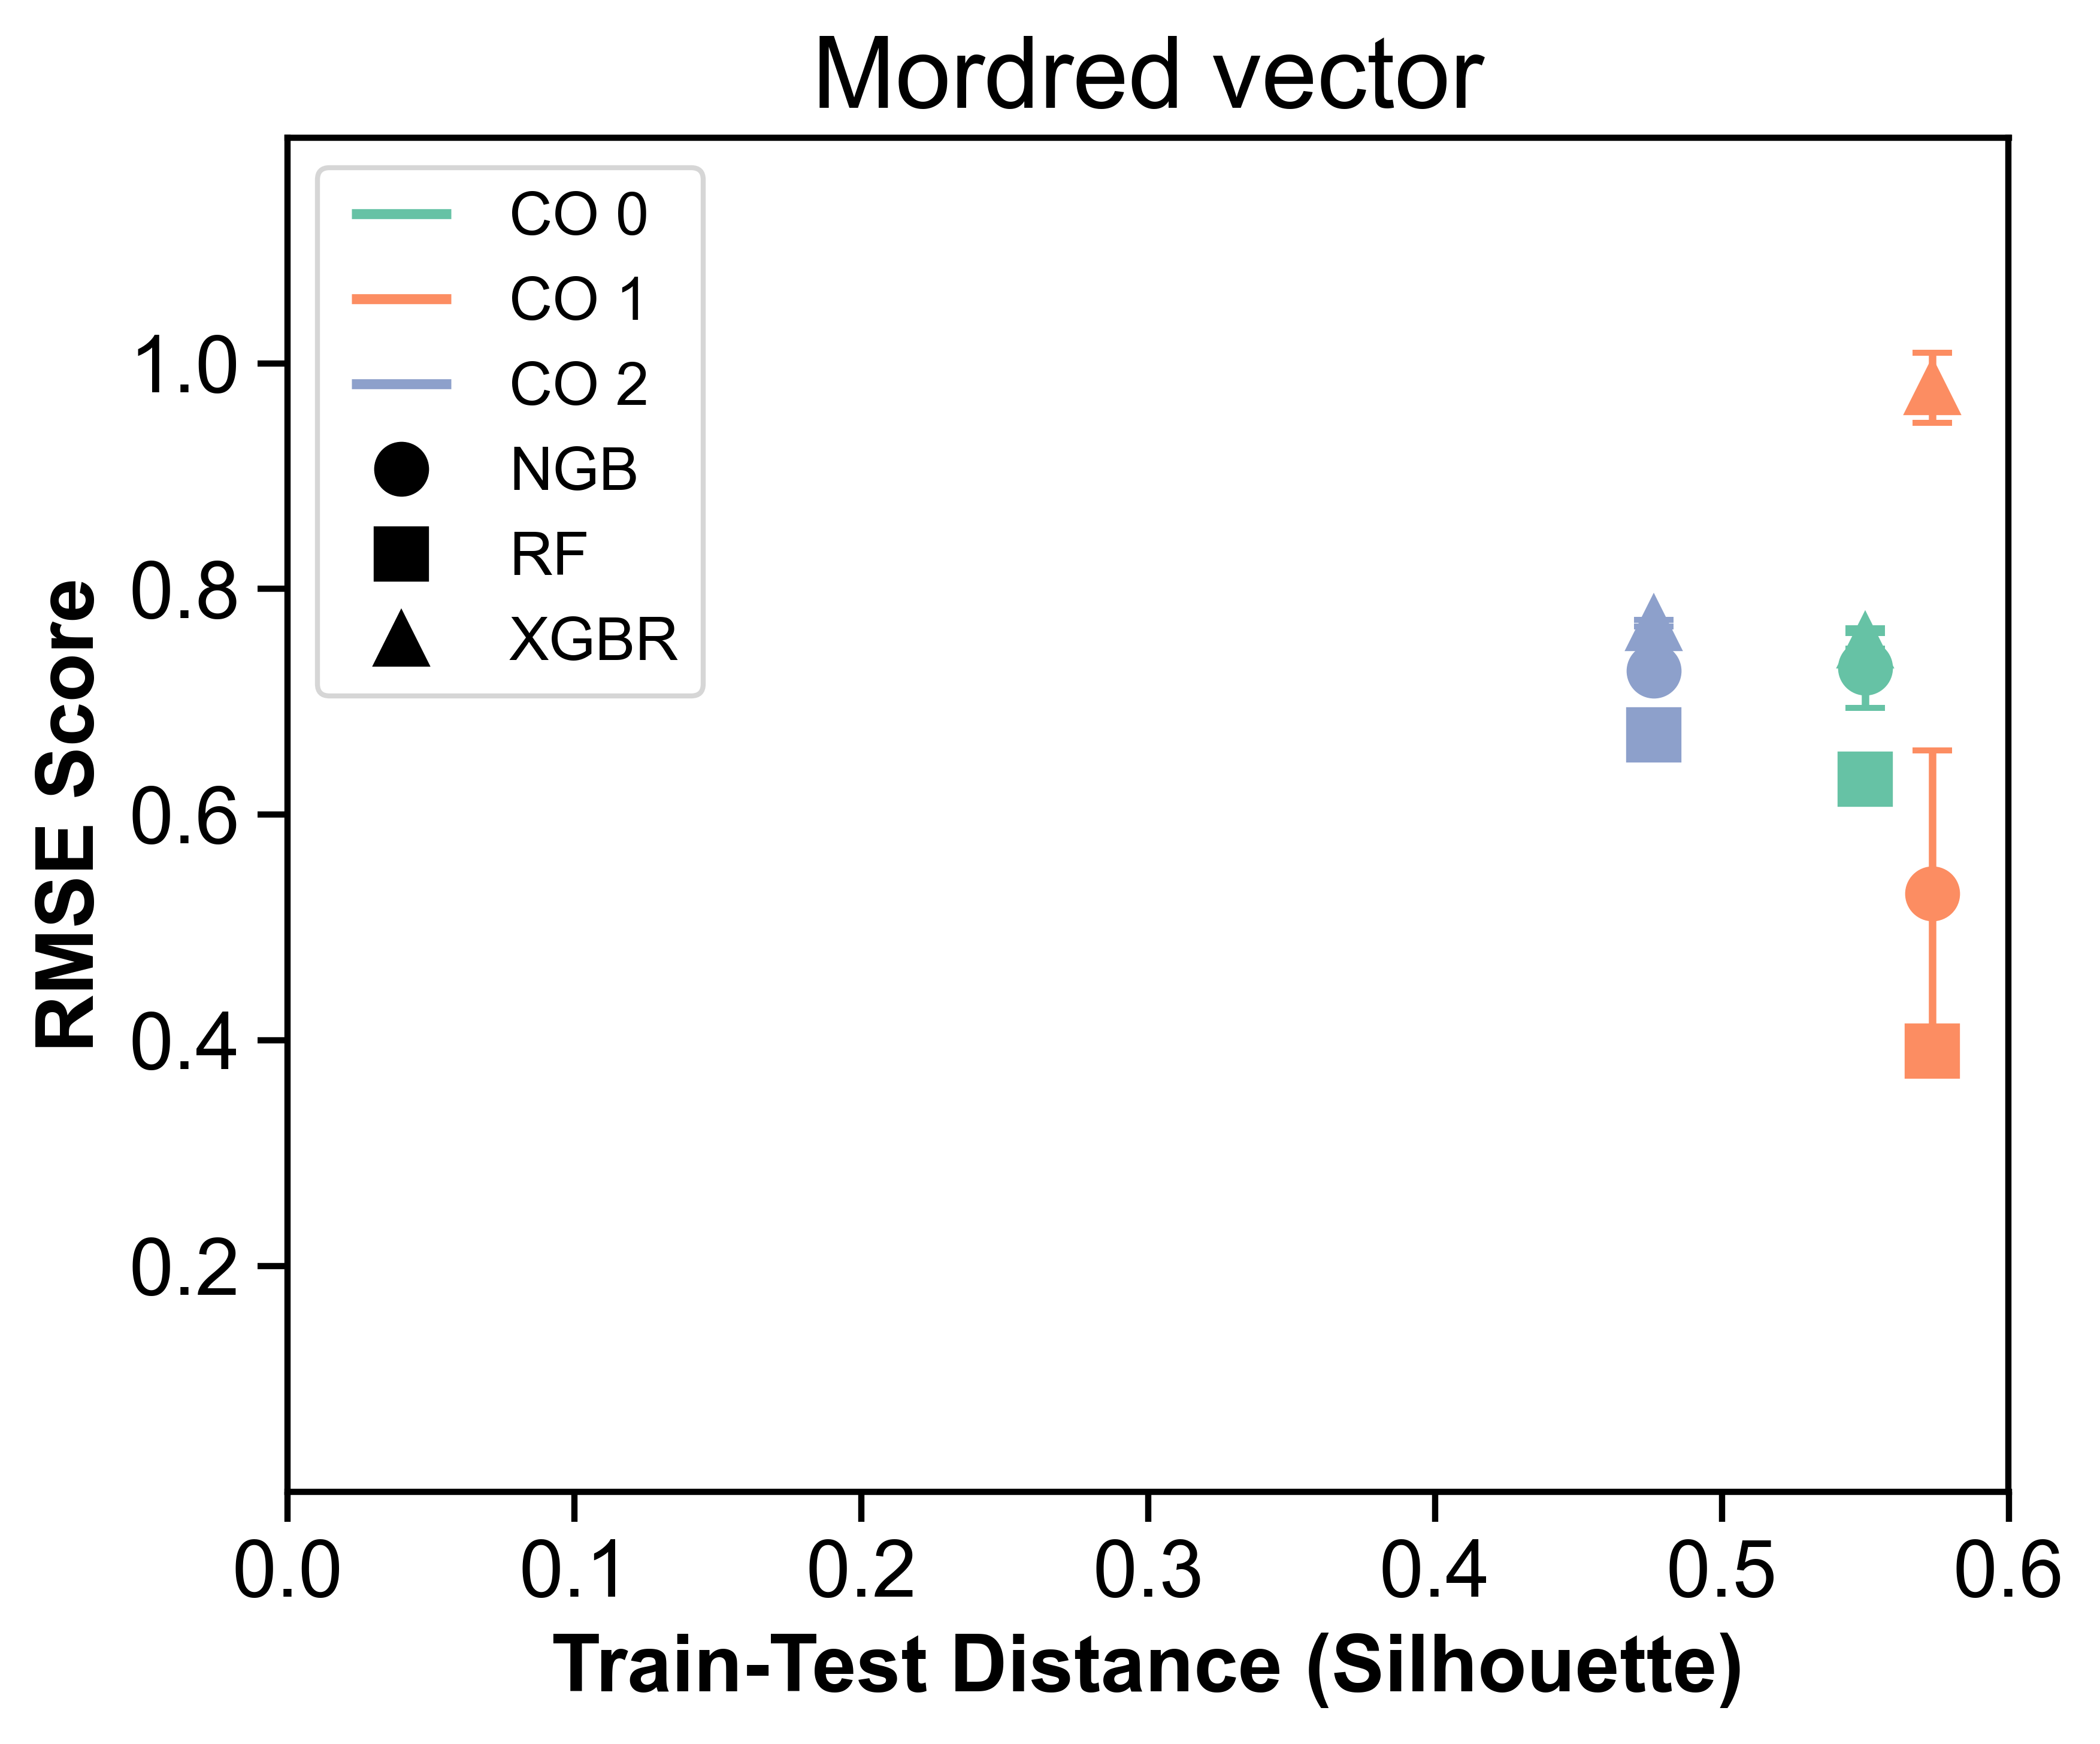 Mordred vector
CO 0
CO 1
CO 2
NGB
RF
XGBR
RMSE Score
1.0
0.8
0.6
0.4
0.2
0.0 0.1 0.2 0.3 0.4 0.5 0.6
Train-Test Distance (Silhouette)